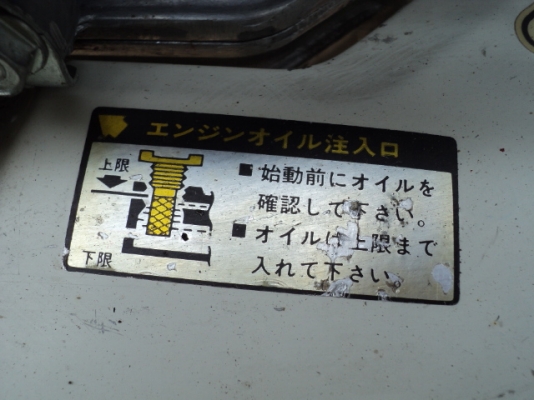 エンジンオイル注入口
上限
下限
■始動前にオイルを
確認して下さい。
■オイルは上限まで
入れて下さい。